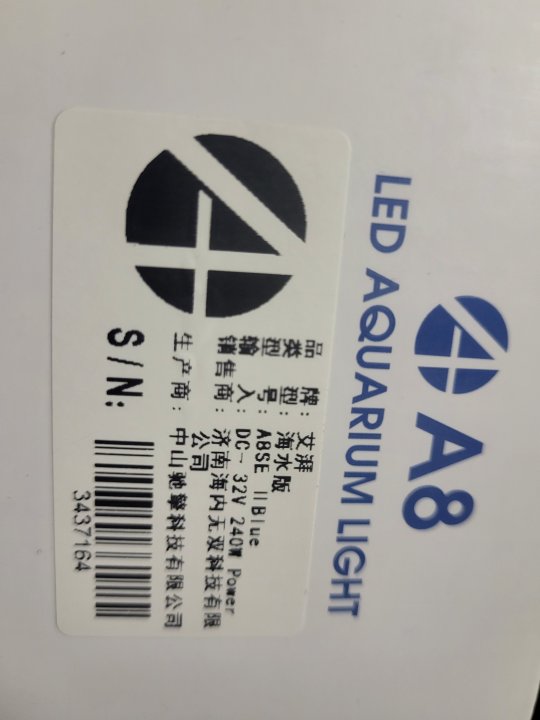 A8
LED AQUARIUM LIGHT
品 牌: 艾湃
类 型: 海水版
型 号: A8SE IIBlue
输 入: DC⎓ 32V 240W Power
销售商: 济南海内无双科技有限
公司
生产商: 中山驰擎科技有限公司
S/N:
3437164